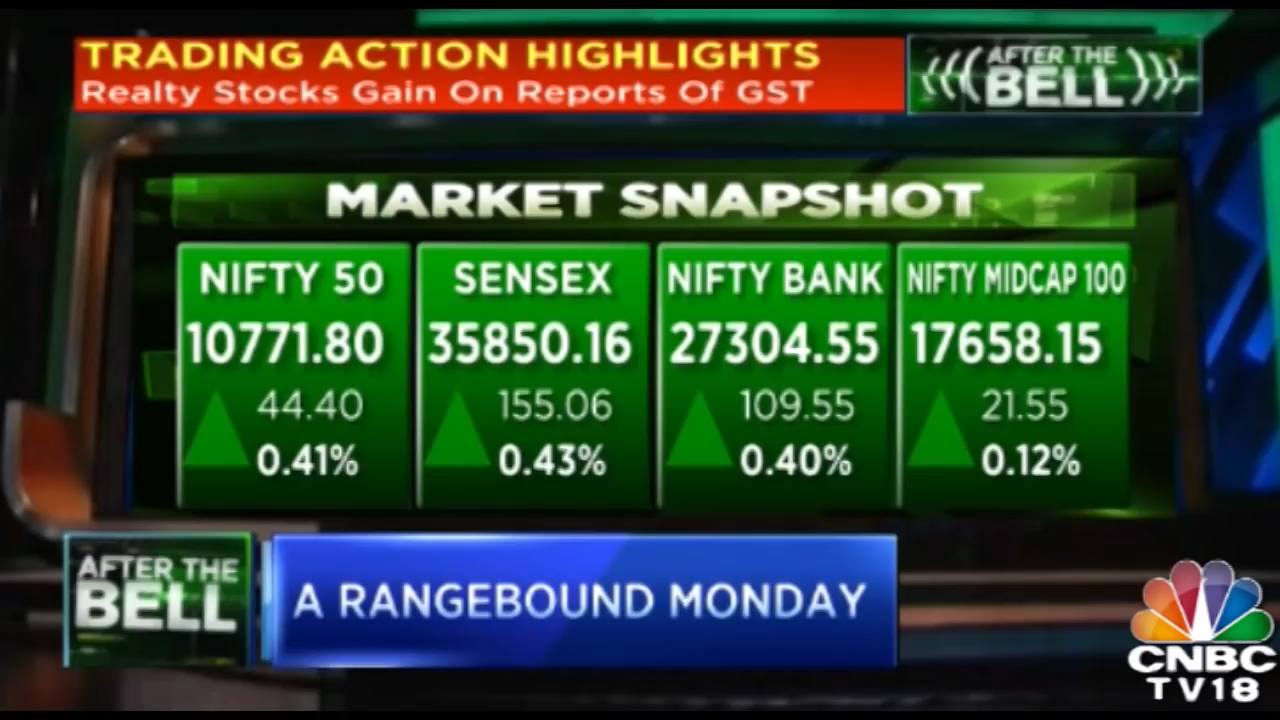 TRADING ACTION HIGHLIGHTS
Realty Stocks Gain On Reports Of GST
AFTER THE
BELL
MARKET SNAPSHOT
NIFTY 50 SENSEX NIFTY BANK NIFTY MIDCAP 100
10771.80 35850.16 27304.55 17658.15
44.40 155.06 109.55 21.55
0.41% 0.43% 0.40% 0.12%
AFTER THE
BELL
A RANGEBOUND MONDAY
CNBC
TV18